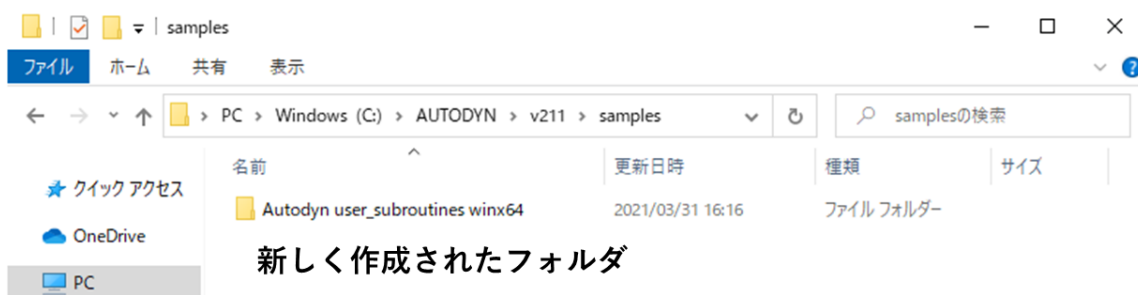 samples
ファイル ホーム 共有 表示
PC > Windows (C:) > AUTODYN > v211 > samples samplesの検索
名前 更新日時 種類 サイズ
クイック アクセス
Autodyn user_subroutines winx64 2021/03/31 16:16 ファイル フォルダー
OneDrive
新しく作成されたフォルダ
PC